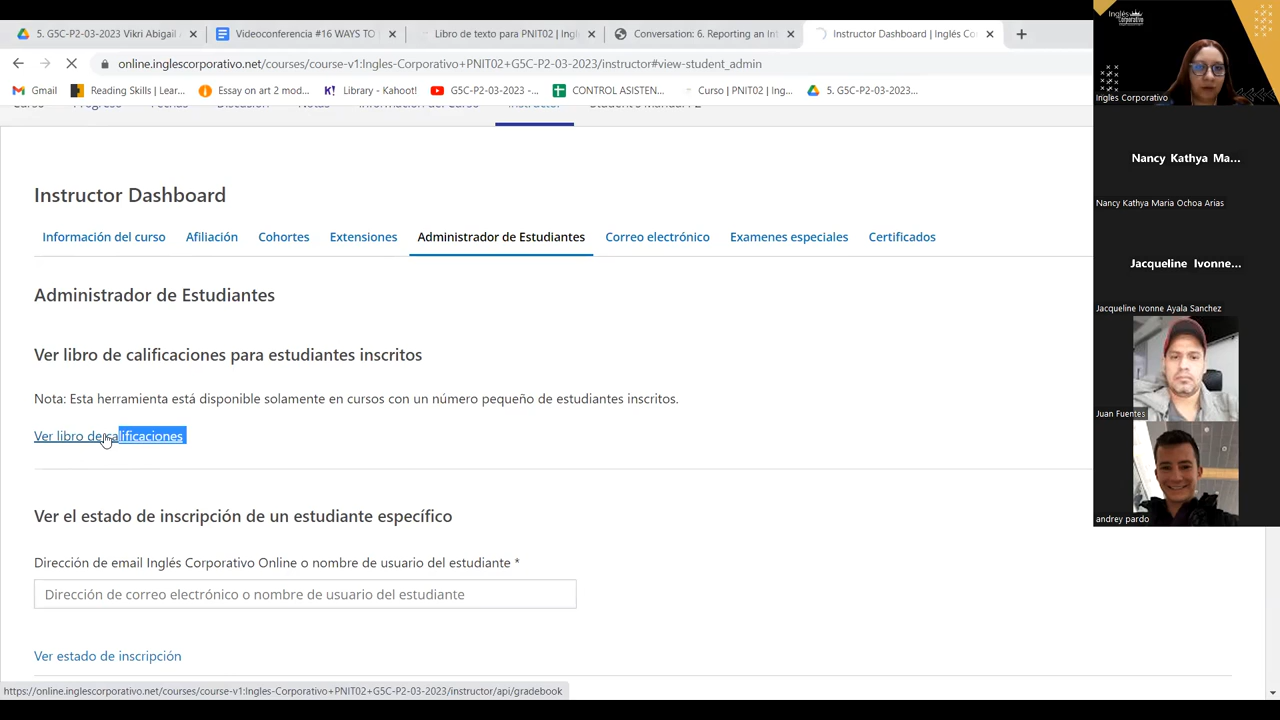 5. G5C-P2-03-2023 Vikri Abigail
Videoconferencia #16 WAYS TO
Libro de texto para PNIT02 | Ingl
Conversation: 6. Reporting an Int
Instructor Dashboard | Inglés Co
online.inglescorporativo.net/courses/course-v1:Ingles-Corporativo+PNIT02+G5C-P2-03-2023/instructor#view-student_admin
Gmail
Reading Skills | Lear...
Essay on art 2 mod...
Library - Kahoot!
G5C-P2-03-2023 -...
CONTROL ASISTEN...
Curso | PNIT02 | Ing...
5. G5C-P2-03-2023...
Instructor Dashboard
Información del curso Afiliación Cohortes Extensiones Administrador de Estudiantes Correo electrónico Examenes especiales Certificados
Administrador de Estudiantes
Ver libro de calificaciones para estudiantes inscritos
Nota: Esta herramienta está disponible solamente en cursos con un número pequeño de estudiantes inscritos.
Ver libro de calificaciones
Ver el estado de inscripción de un estudiante específico
Dirección de email Inglés Corporativo Online o nombre de usuario del estudiante *
Dirección de correo electrónico o nombre de usuario del estudiante
Ver estado de inscripción
https://online.inglescorporativo.net/courses/course-v1:Ingles-Corporativo+PNIT02+G5C-P2-03-2023/instructor/api/gradebook
Inglés
Corporativo
Ingles Corporativo
Nancy Kathya Ma...
Nancy Kathya Maria Ochoa Arias
Jacqueline Ivonne...
Jacqueline Ivonne Ayala Sanchez
Juan Fuentes
andrey pardo